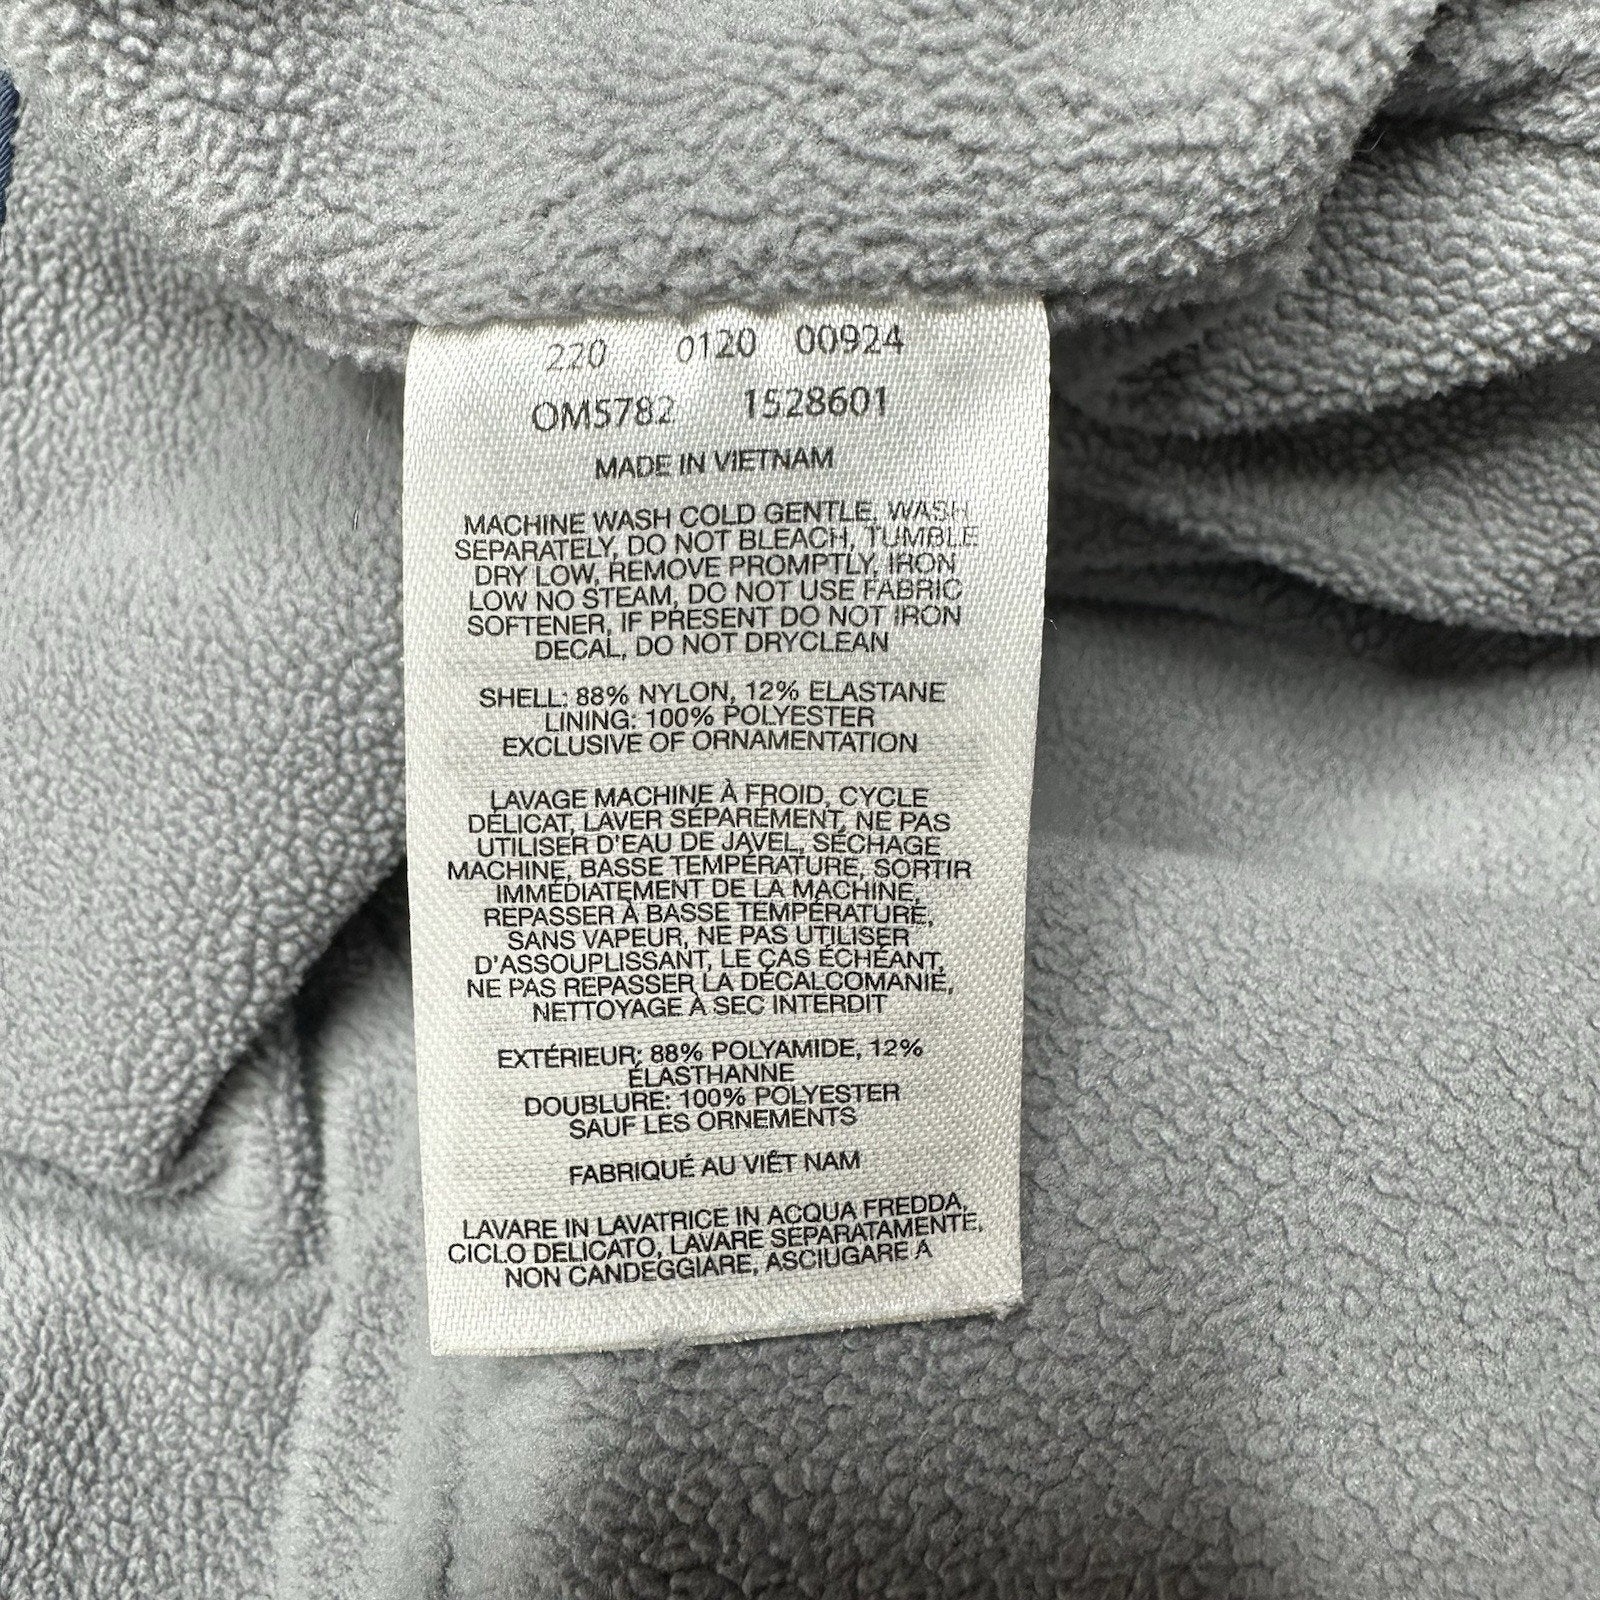 220 0120 00924
OM5782 1528601
MADE IN VIETNAM
MACHINE WASH COLD GENTLE, WASH
SEPARATELY, DO NOT BLEACH, TUMBLE
DRY LOW, REMOVE PROMPTLY, IRON
LOW NO STEAM, DO NOT USE FABRIC
SOFTENER, IF PRESENT DO NOT IRON
DECAL, DO NOT DRYCLEAN
SHELL: 88% NYLON, 12% ELASTANE
LINING: 100% POLYESTER
EXCLUSIVE OF ORNAMENTATION
LAVAGE MACHINE À FROID, CYCLE
DÉLICAT, LAVER SÉPARÉMENT, NE PAS
UTILISER D'EAU DE JAVEL, SÉCHAGE
MACHINE, BASSE TEMPÉRATURE, SORTIR
IMMÉDIATEMENT DE LA MACHINE,
REPASSER À BASSE TEMPÉRATURE,
SANS VAPEUR, NE PAS UTILISER
D'ASSOUPLISSANT, LE CAS ÉCHÉANT,
NE PAS REPASSER LA DÉCALCOMANIE,
NETTOYAGE À SEC INTERDIT
EXTÉRIEUR: 88% POLYAMIDE, 12%
ÉLASTHANNE
DOUBLURE: 100% POLYESTER
SAUF LES ORNEMENTS
FABRIQUÉ AU VIÊT NAM
LAVARE IN LAVATRICE IN ACQUA FREDDA,
CICLO DELICATO, LAVARE SEPARATAMENTE,
NON CANDEGGIARE, ASCIUGARE A